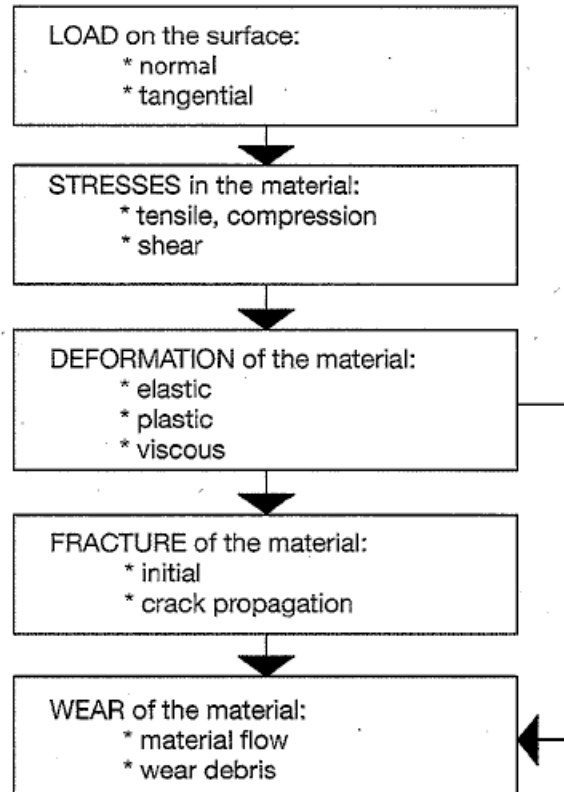 LOAD on the surface:
* normal
* tangential
STRESSES in the material:
* tensile, compression
* shear
DEFORMATION of the material:
* elastic
* plastic
* viscous
FRACTURE of the material:
* initial
* crack propagation
WEAR of the material:
* material flow
* wear debris